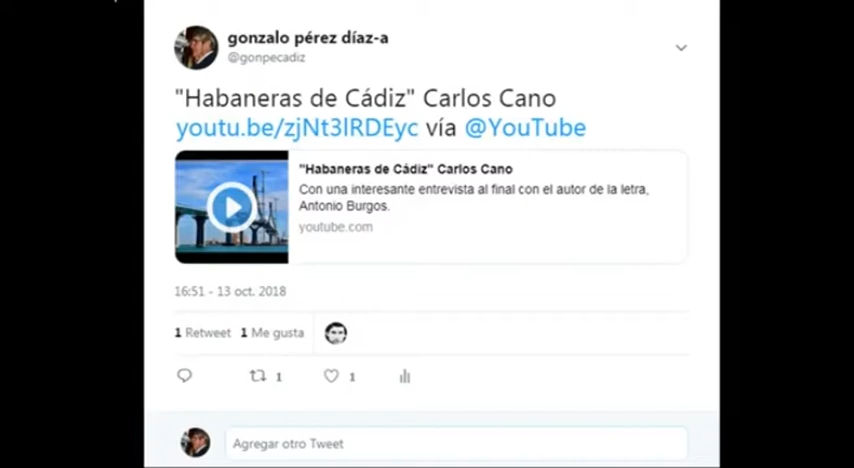 gonzalo pérez díaz-a
@gonpecadiz
"Habaneras de Cádiz" Carlos Cano
youtu.be/zjNt3lRDEyc vía @YouTube
"Habaneras de Cádiz" Carlos Cano
Con una interesante entrevista al final con el autor de la letra,
Antonio Burgos.
youtube.com
16:51 - 13 oct. 2018
1 Retweet 1 Me gusta
1 1
Agregar otro Tweet